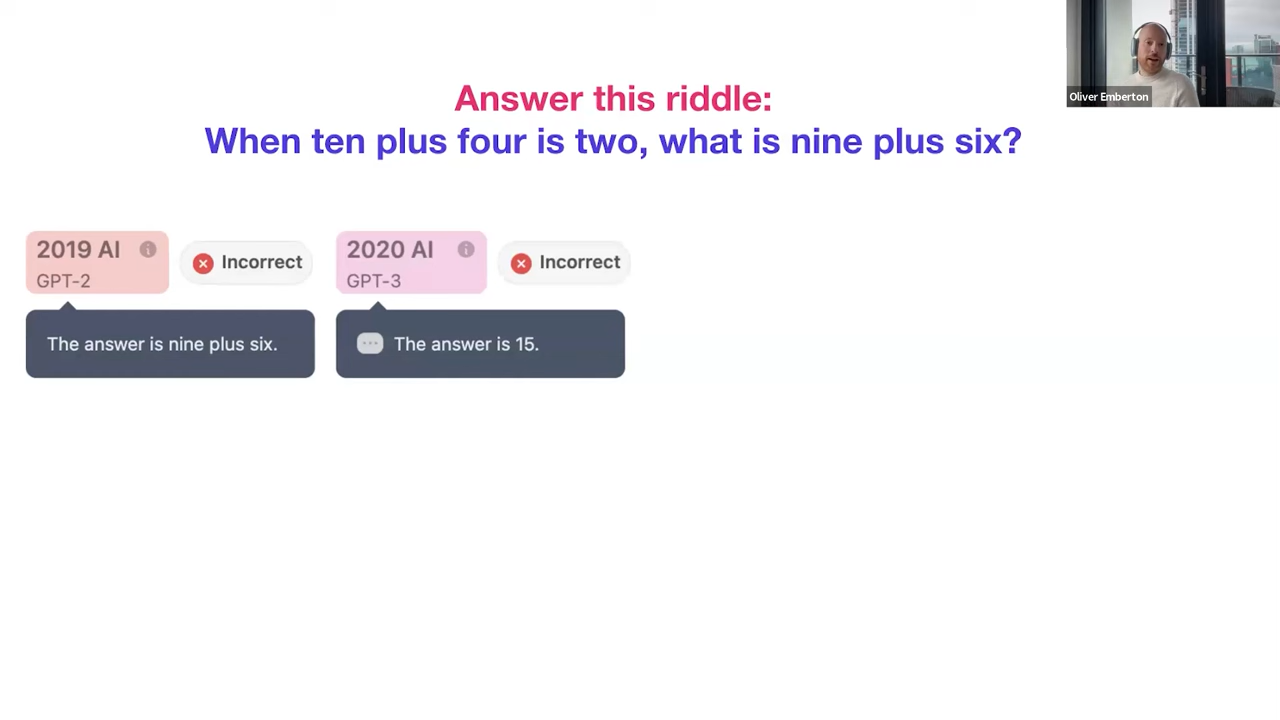 Oliver Emberton
Answer this riddle:
When ten plus four is two, what is nine plus six?
2019 AI
GPT-2
Incorrect
2020 AI
GPT-3
Incorrect
The answer is nine plus six.
The answer is 15.